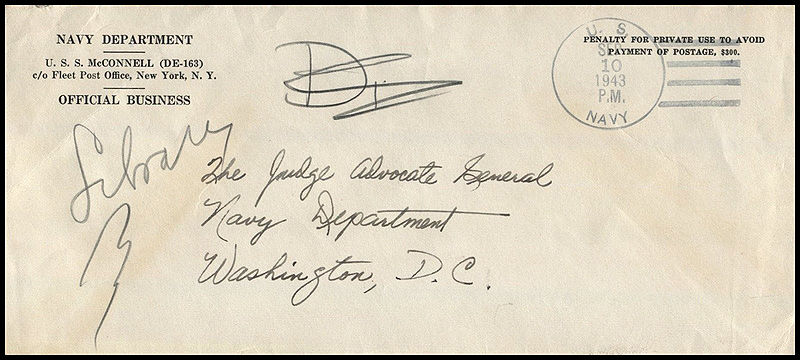 NAVY DEPARTMENT
U. S. S. McCONNELL (DE-163)
c/o Fleet Post Office, New York, N. Y.
OFFICIAL BUSINESS
PENALTY FOR PRIVATE USE TO AVOID
PAYMENT OF POSTAGE, $300.
U. S.
SEP
10
1943
P.M.
NAVY
Library
The Judge Advocate General
Navy Department
Washington, D.C.